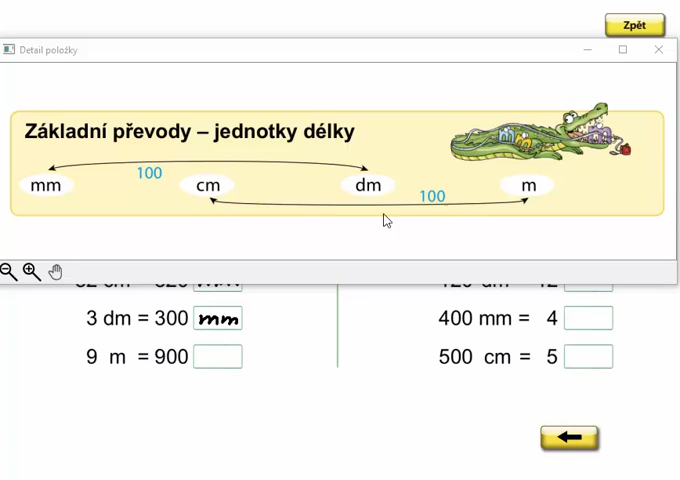 Zpět
Detail položky
Základní převody – jednotky délky
100
mm cm dm m
100
3 dm = 300 mm
400 mm = 4
9 m = 900
500 cm = 5